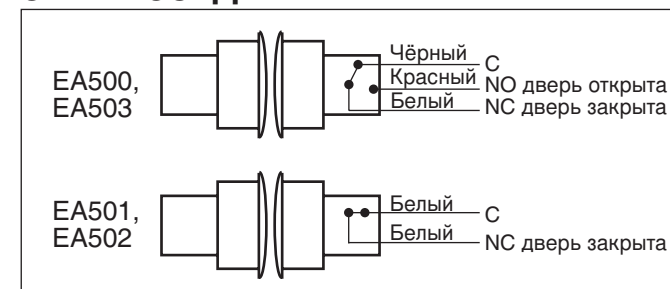 EA500,
EA503
Чёрный C
Красный NO дверь открыта
Белый NC дверь закрыта
EA501,
EA502
Белый C
Белый NC дверь закрыта